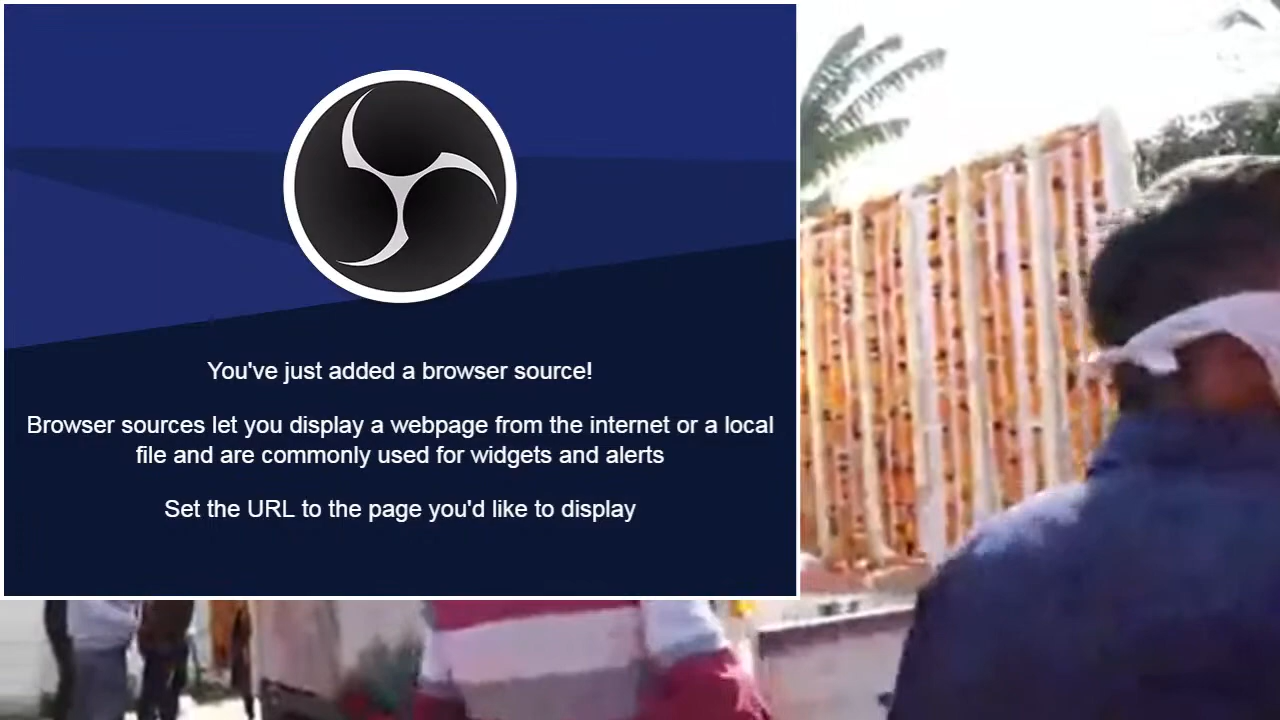 You've just added a browser source!
Browser sources let you display a webpage from the internet or a local
file and are commonly used for widgets and alerts
Set the URL to the page you'd like to display